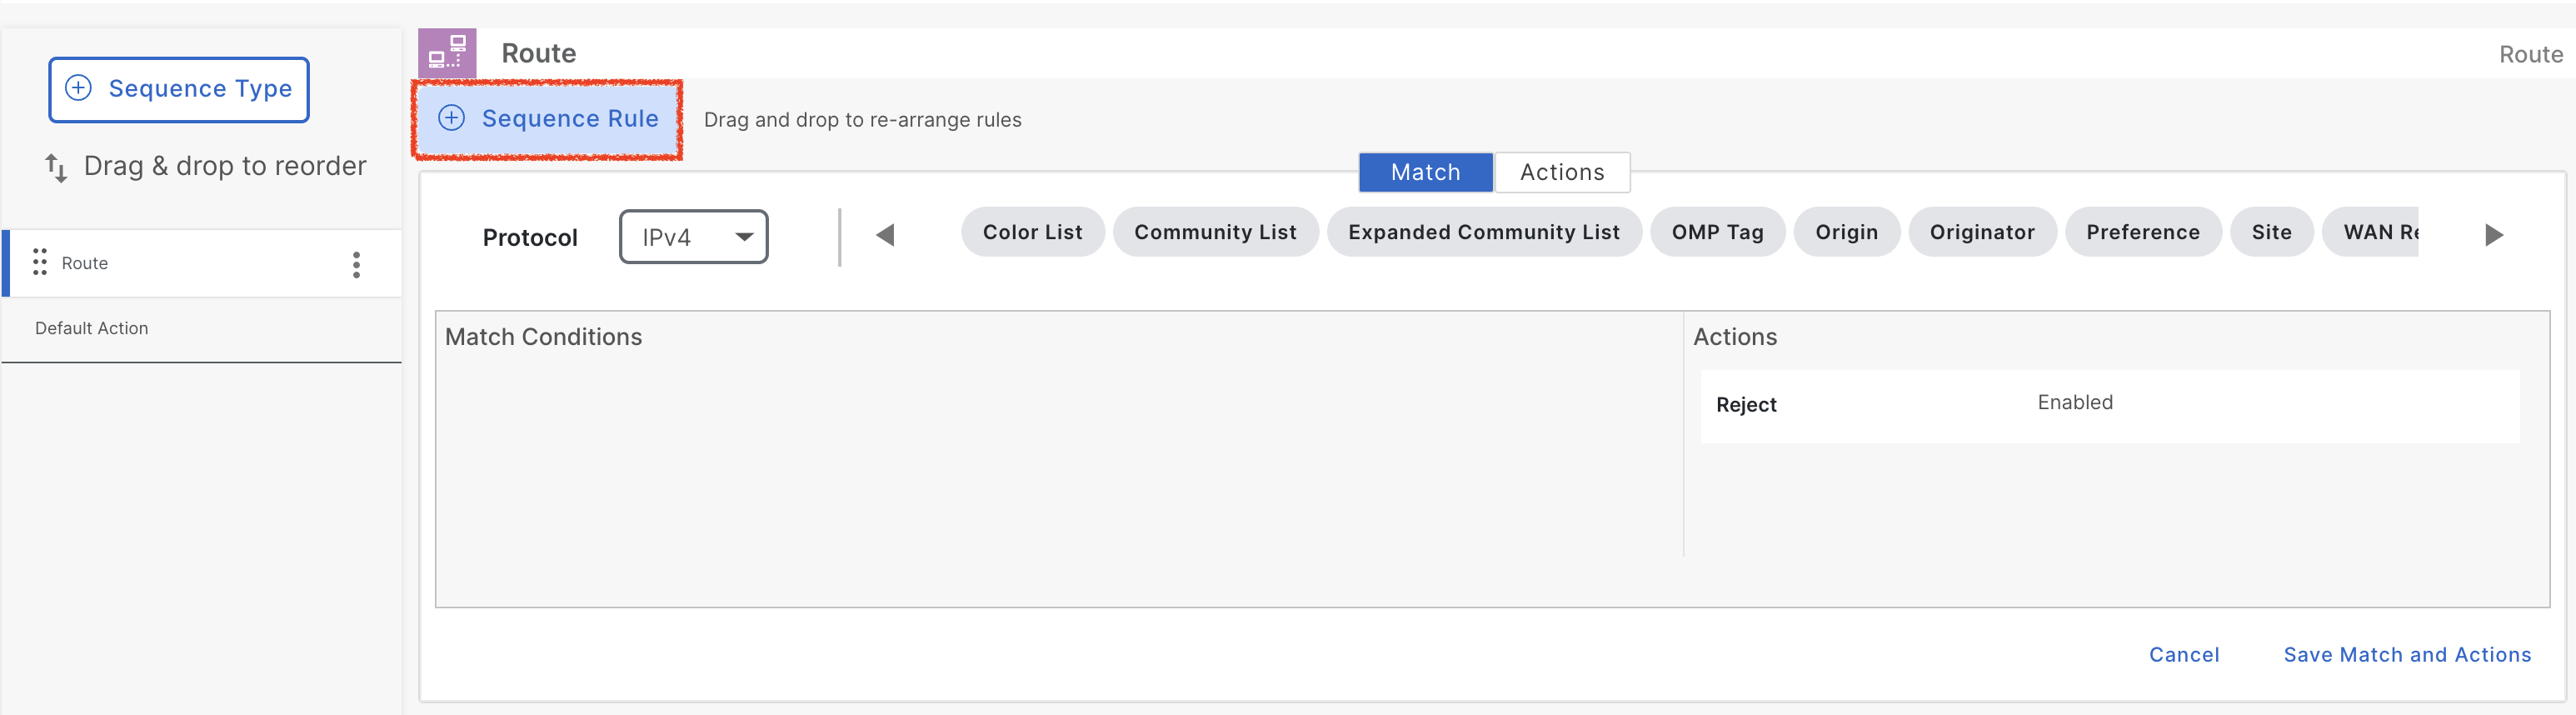 Sequence Type
Drag & drop to reorder
Route
Default Action
Route
Route
Sequence Rule
Drag and drop to re-arrange rules
Match
Actions
Protocol
IPv4
Color List
Community List
Expanded Community List
OMP Tag
Origin
Originator
Preference
Site
WAN
Match Conditions
Actions
Reject
Enabled
Cancel
Save Match and Actions